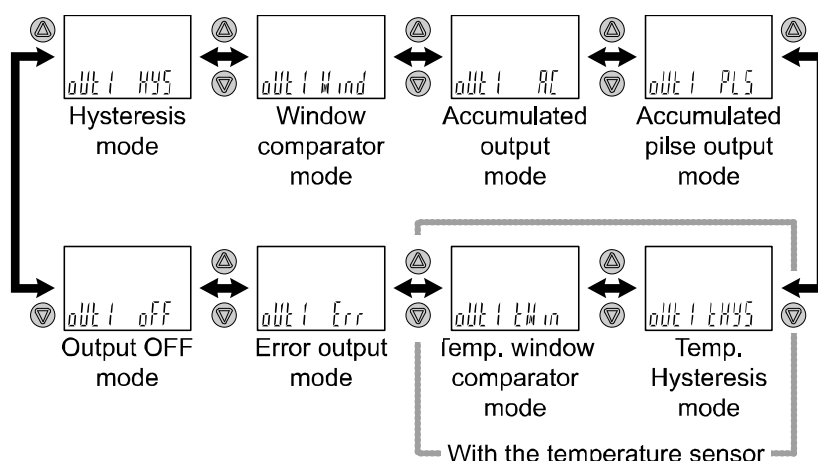 oUt1 HYS
oUt1 Wind
oUt1 AC
oUt1 PLS
Hysteresis
mode
Window
comparator
mode
Accumulated
output
mode
Accumulated
pilse output
mode
oUt1 oFF
oUt1 Err
oUt1 tWin
oUt1 tHYS
Output OFF
mode
Error output
mode
Temp. window
comparator
mode
Temp.
Hysteresis
mode
With the temperature sensor